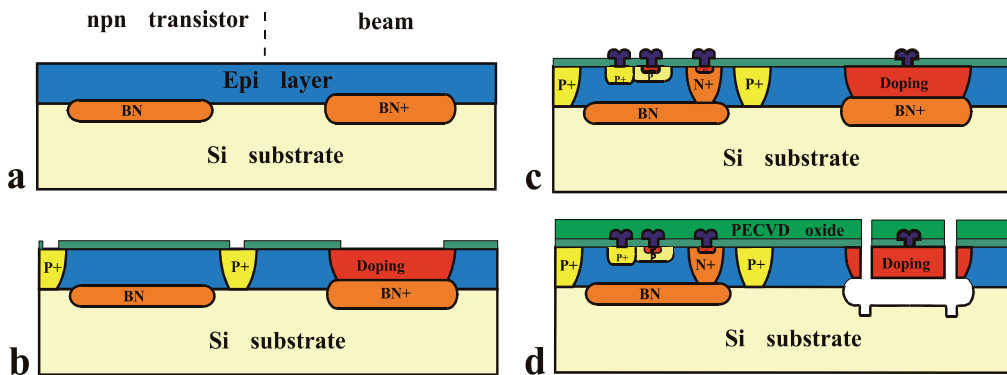 npn transistor
beam
Epi layer
BN
BN+
Si substrate
a
P+
P+
Doping
BN
BN+
Si substrate
b
P+
P+
P
N+
P+
Doping
BN
BN+
Si substrate
c
PECVD oxide
P+
P
N+
P+
Doping
BN
Si substrate
d